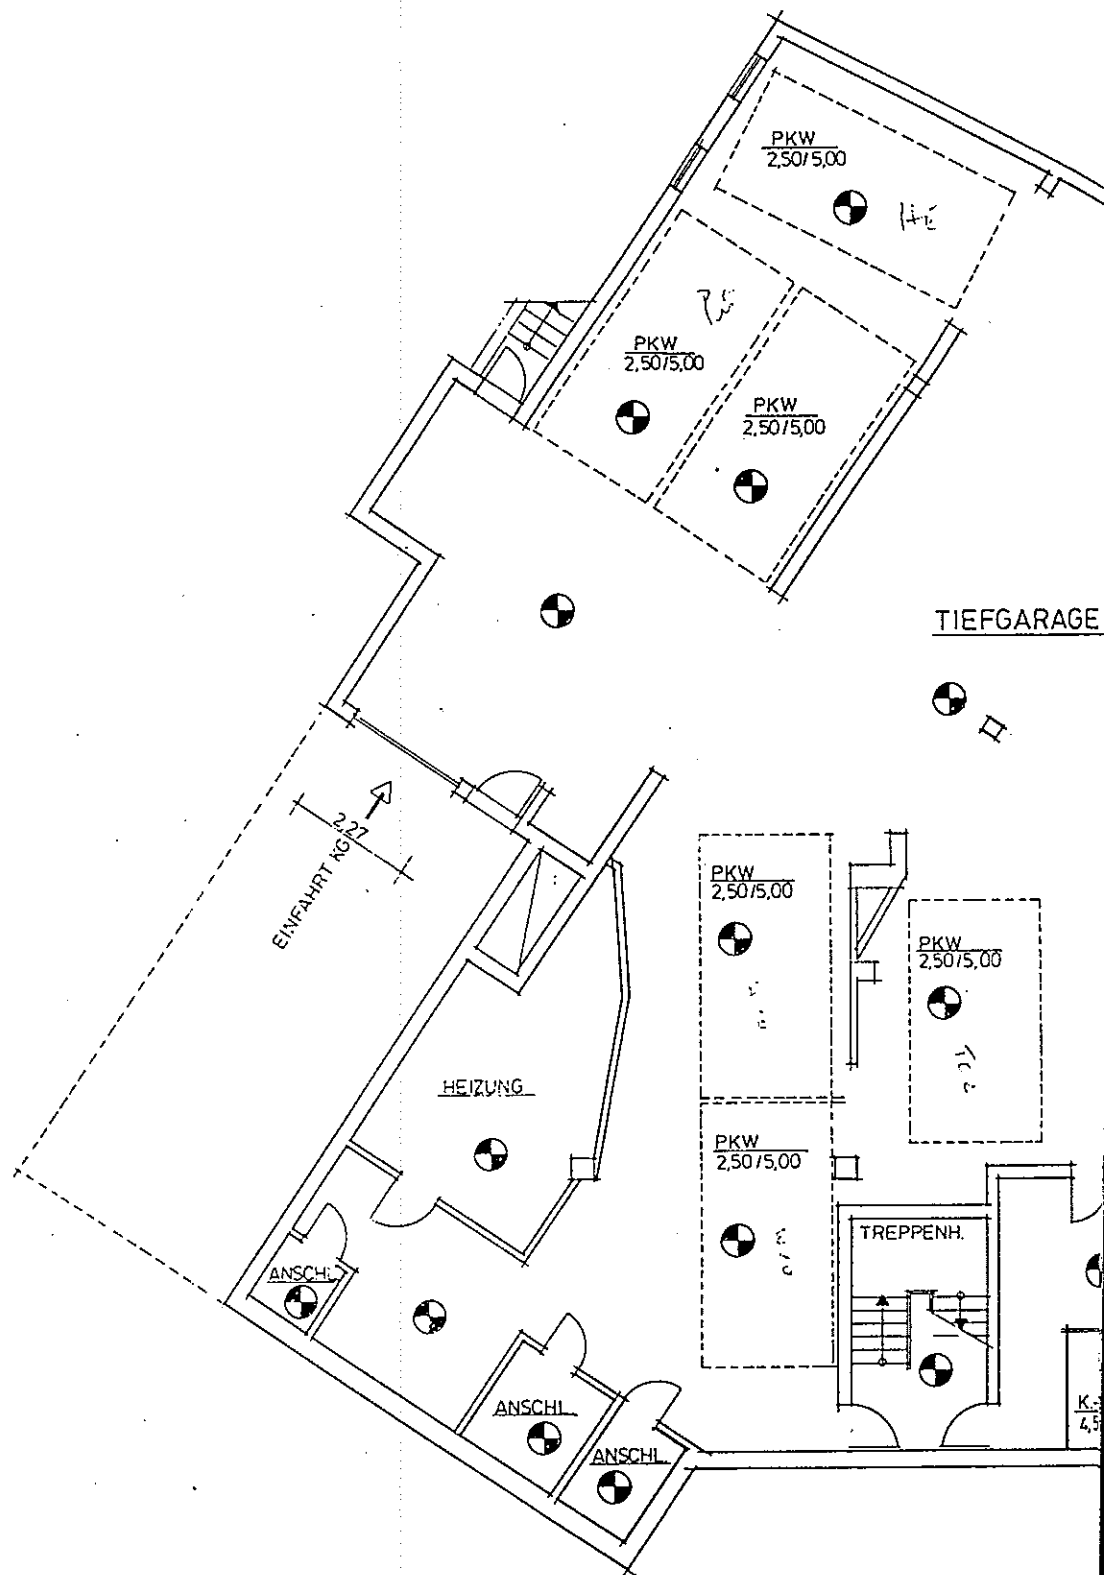 PKW
2,50/5,00
PKW
2,50/5,00
PKW
2,50/5,00
TIEFGARAGE
2,27
EINFAHRT KG
PKW
2,50/5,00
PKW
2,50/5,00
HEIZUNG
PKW
2,50/5,00
TREPPENH.
ANSCHL.
ANSCHL.
ANSCHL.
K.-
4,5